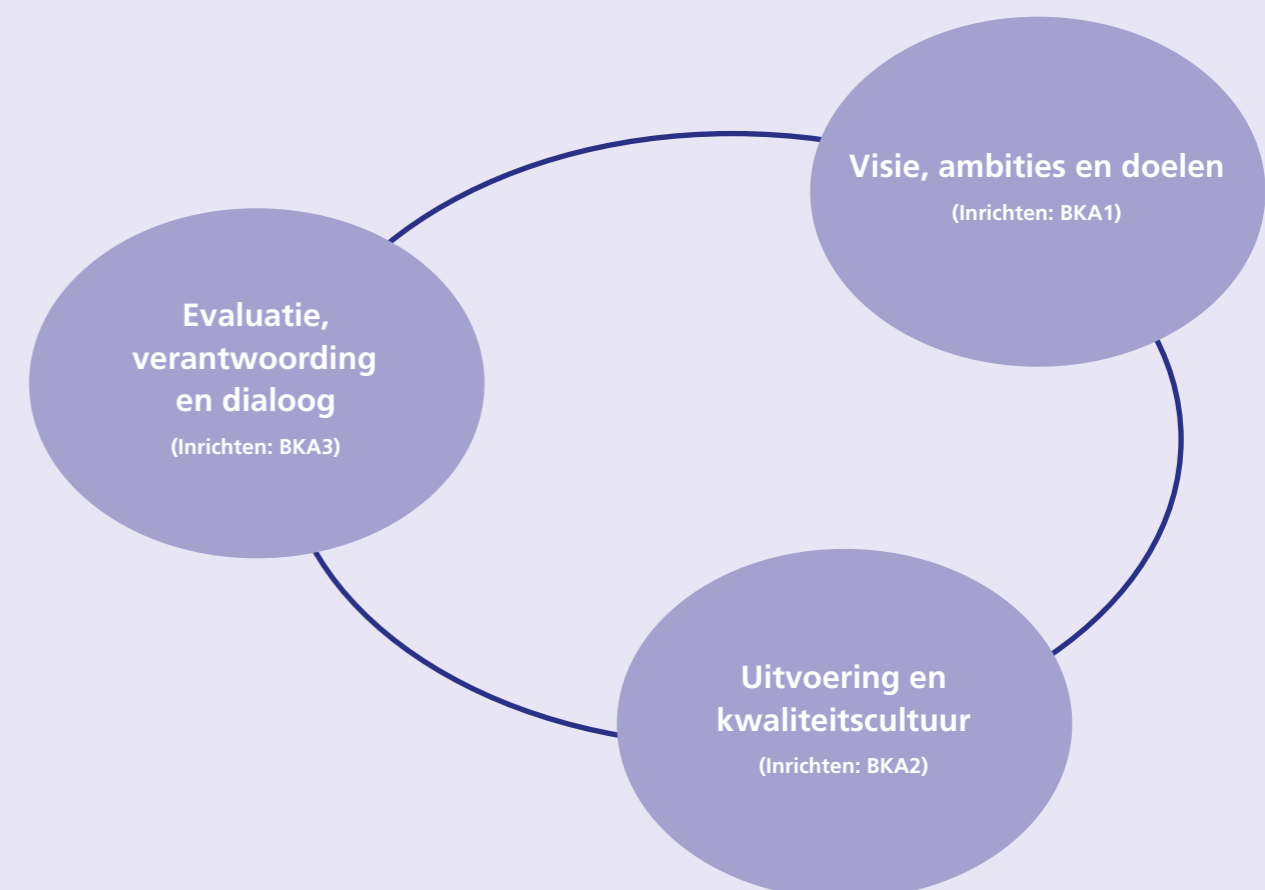 Visie, ambities en doelen
(Inrichten: BKA1)
Evaluatie,
verantwoording
en dialoog
(Inrichten: BKA3)
Uitvoering en
kwaliteitscultuur
(Inrichten: BKA2)